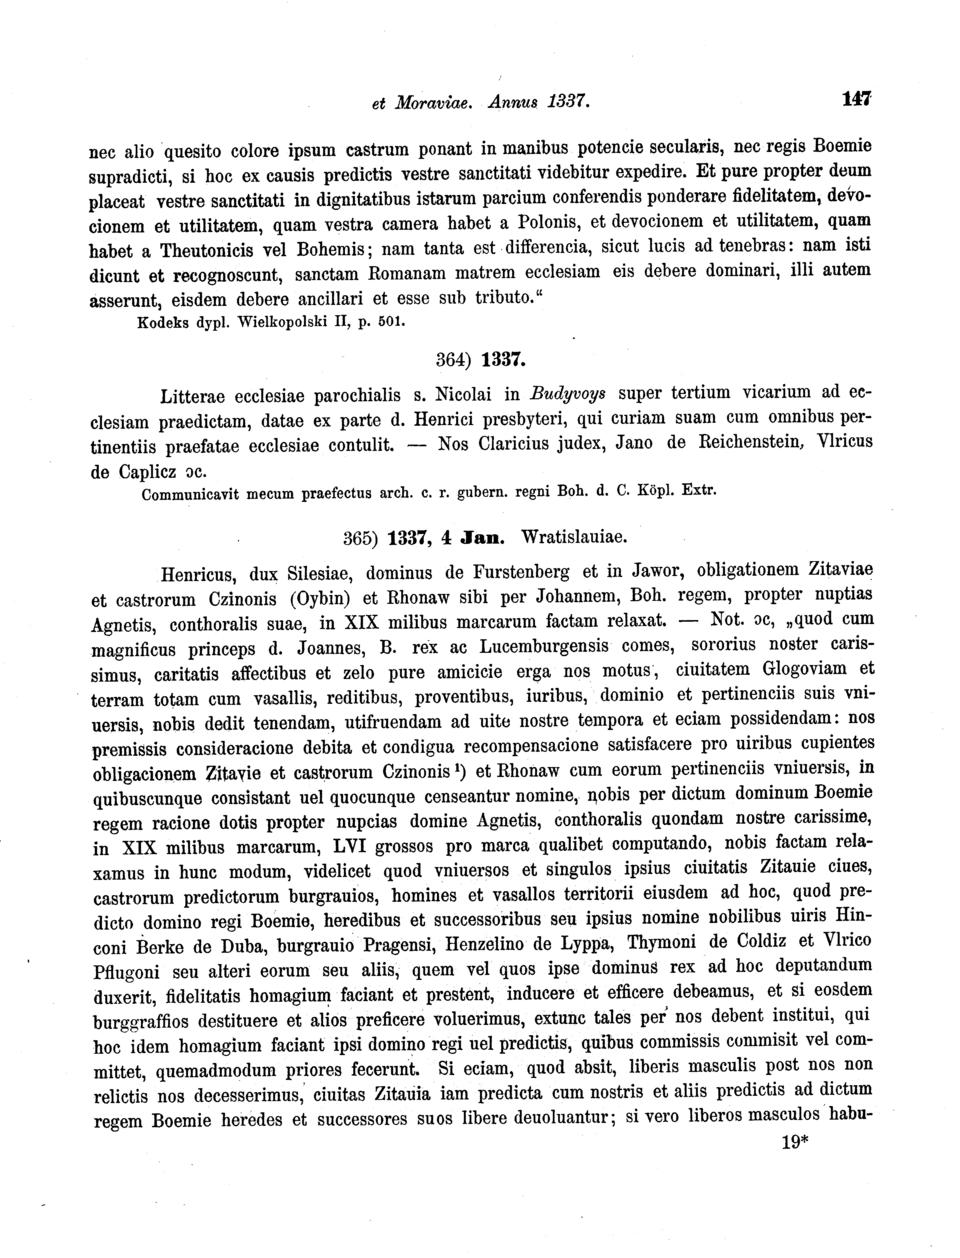 et Moraviae. Annus 1337. 147
nec alio quesito colore ipsum castrum ponant in manibus potencie secularis, nec regis Boemie
supradicti, si hoc ex causis predictis vestre sanctitati videbitur expedire. Et pure propter deum
placeat vestre sanctitati in dignitatibus istarum parcium conferendis ponderare fidelitatem, devo-
cionem et utilitatem, quam vestra camera habet a Polonis, et devocionem et utilitatem, quam
habet a Theutonicis vel Bohemis; nam tanta est differencia, sicut lucis ad tenebras: nam isti
dicunt et recognoscunt, sanctam Romanam matrem ecclesiam eis debere dominari, illi autem
asserunt, eisdem debere ancillari et esse sub tributo.“
Kodeks dypl. Wielkopolski II, p. 501.
364) 1337.
Litterae ecclesiae parochialis s. Nicolai in Budyvoys super tertium vicarium ad ec-
clesiam praedictam, datae ex parte d. Henrici presbyteri, qui curiam suam cum omnibus per-
tinentiis praefatae ecclesiae contulit. — Nos Claricius judex, Jano de Reichenstein, Vlricus
de Caplicz ɔc.
Communicavit mecum praefectus arch. c. r. gubern. regni Boh. d. C. Köpl. Extr.
365) 1337, 4 Jan. Wratislauiae.
Henricus, dux Silesiae, dominus de Furstenberg et in Jawor, obligationem Zitaviae
et castrorum Czinonis (Oybin) et Rhonaw sibi per Johannem, Boh. regem, propter nuptias
Agnetis, conthoralis suae, in XIX milibus marcarum factam relaxat. — Not. ɔc, „quod cum
magnificus princeps d. Joannes, B. rex ac Lucemburgensis comes, sororius noster caris-
simus, caritatis affectibus et zelo pure amicicie erga nos motus, ciuitatem Glogoviam et
terram totam cum vasallis, reditibus, proventibus, iuribus, dominio et pertinenciis suis vni-
uersis, nobis dedit tenendam, utifruendam ad uite nostre tempora et eciam possidendam: nos
premissis consideracione debita et condigua recompensacione satisfacere pro uiribus cupientes
obligacionem Zitavie et castrorum Czinonis ¹) et Rhonaw cum eorum pertinenciis vniuersis, in
quibuscunque consistant uel quocunque censeantur nomine, nobis per dictum dominum Boemie
regem racione dotis propter nupcias domine Agnetis, conthoralis quondam nostre carissime,
in XIX milibus marcarum, LVI grossos pro marca qualibet computando, nobis factam rela-
xamus in hunc modum, videlicet quod vniuersos et singulos ipsius ciuitatis Zitauie ciues,
castrorum predictorum burgrauios, homines et vasallos territorii eiusdem ad hoc, quod pre-
dicto domino regi Boemie, heredibus et successoribus seu ipsius nomine nobilibus uiris Hin-
coni Berke de Duba, burgrauio Pragensi, Henzelino de Lyppa, Thymoni de Coldiz et Vlrico
Pflugoni seu alteri eorum seu aliis, quem vel quos ipse dominus rex ad hoc deputandum
duxerit, fidelitatis homagium faciant et prestent, inducere et efficere debeamus, et si eosdem
burggraffios destituere et alios preficere voluerimus, extunc tales per nos debent institui, qui
hoc idem homagium faciant ipsi domino regi uel predictis, quibus commissis commisit vel com-
mittet, quemadmodum priores fecerunt. Si eciam, quod absit, liberis masculis post nos non
relictis nos decesserimus, ciuitas Zitauia iam predicta cum nostris et aliis predictis ad dictum
regem Boemie heredes et successores suos libere deuoluantur; si vero liberos masculos habu-
19*